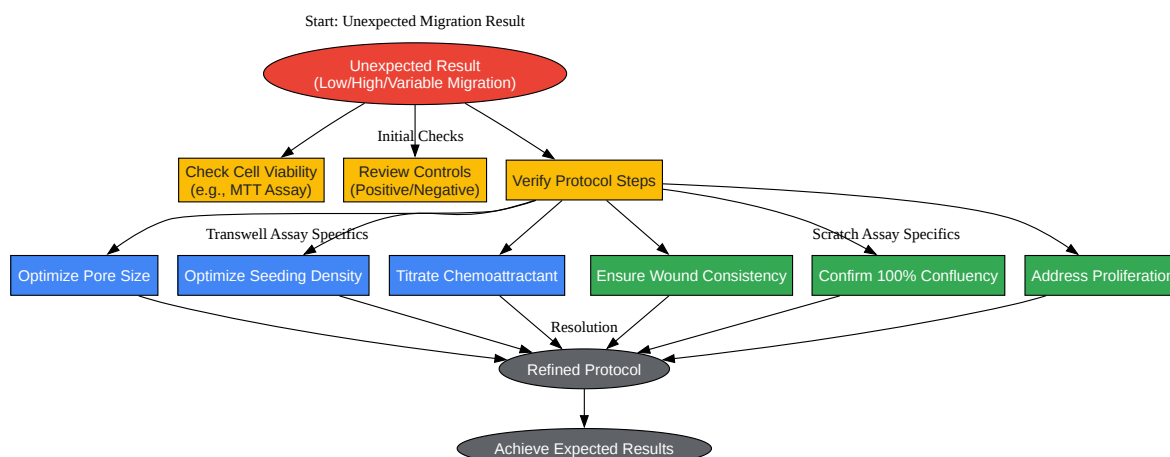 Start: Unexpected Migration Result
Unexpected Result
(Low/High/Variable Migration)
Initial Checks
Check Cell Viability
(e.g., MTT Assay)
Review Controls
(Positive/Negative)
Verify Protocol Steps
Transwell Assay Specifics
Scratch Assay Specifics
Optimize Pore Size
Optimize Seeding Density
Titrate Chemoattractant
Ensure Wound Consistency
Confirm 100% Confluency
Address Proliferation
Resolution
Refined Protocol
Achieve Expected Results